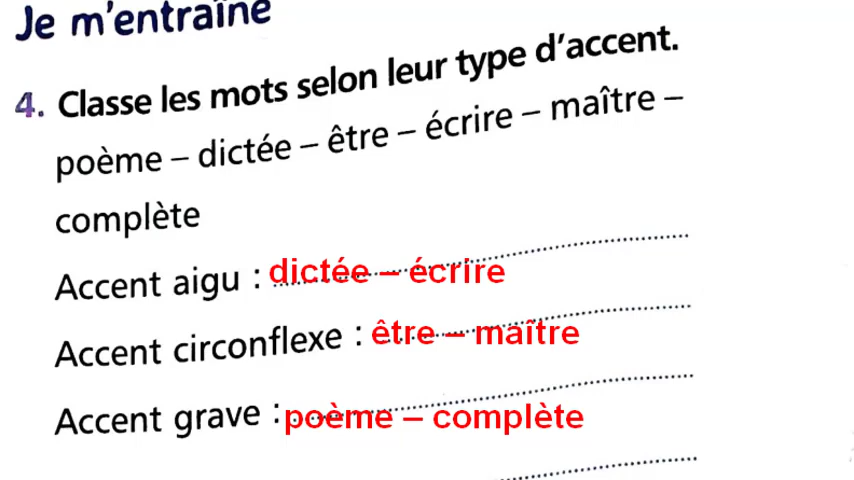 Je m'entraîne
4. Classe les mots selon leur type d'accent.
poème – dictée – être – écrire – maître –
complète
Accent aigu : dictée – écrire
Accent circonflexe : être – maître
Accent grave : poème – complète